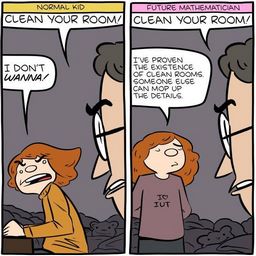 NORMAL KID
CLEAN YOUR ROOM!
I DON'T
WANNA!
FUTURE MATHEMATICIAN
CLEAN YOUR ROOM!
I'VE PROVEN
THE EXISTENCE
OF CLEAN ROOMS.
SOMEONE ELSE
CAN MOP UP
THE DETAILS.
I ♡
IUT